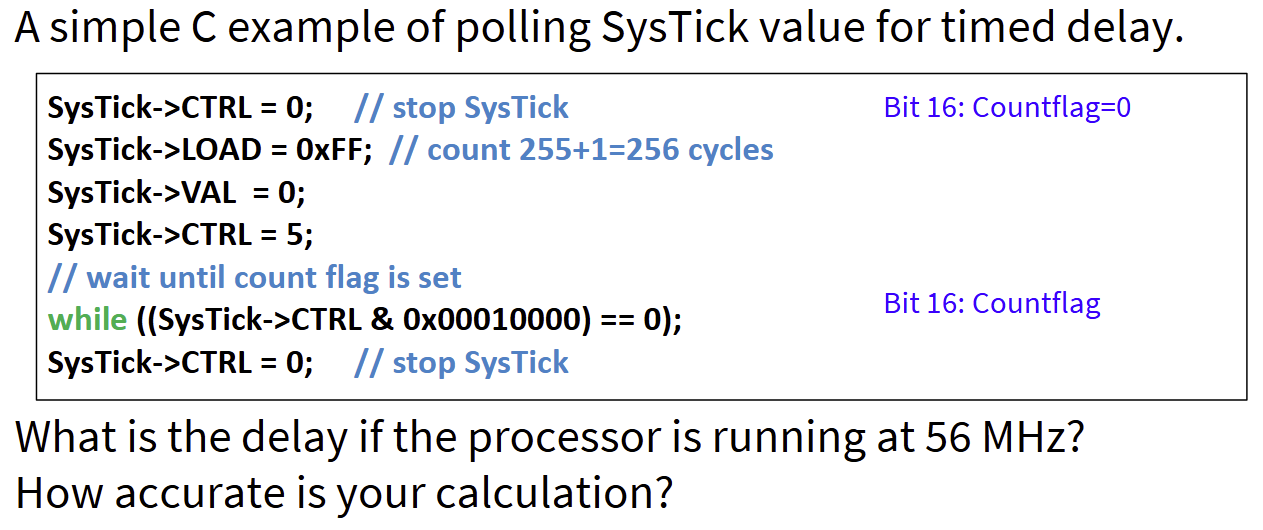 A simple C example of polling SysTick value for timed delay.
SysTick->CTRL = 0; // stop SysTick Bit 16: Countflag=0
SysTick->LOAD = 0xFF; // count 255+1=256 cycles
SysTick->VAL = 0;
SysTick->CTRL = 5;
// wait until count flag is set
while ((SysTick->CTRL & 0x00010000) == 0); Bit 16: Countflag
SysTick->CTRL = 0; // stop SysTick
What is the delay if the processor is running at 56 MHz?
How accurate is your calculation?